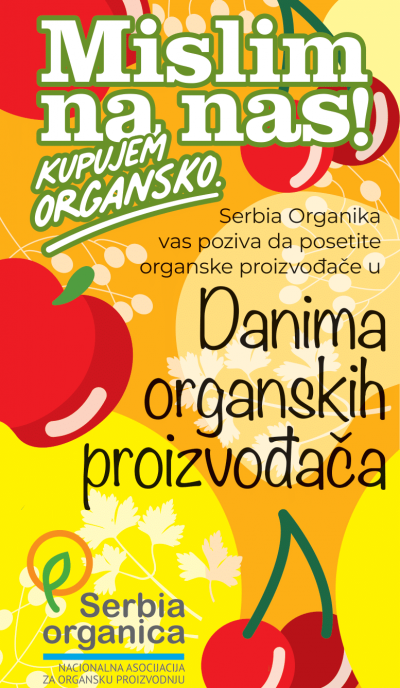 Mislim
na nas!
KUPUJEM
ORGANSKO.
Serbia Organika
vas poziva da posetite
organske proizvođače u
Danima
organskih
proizvođača
Serbia
organica
NACIONALNA ASOCIJACIJA
ZA ORGANSKU PROIZVODNJU